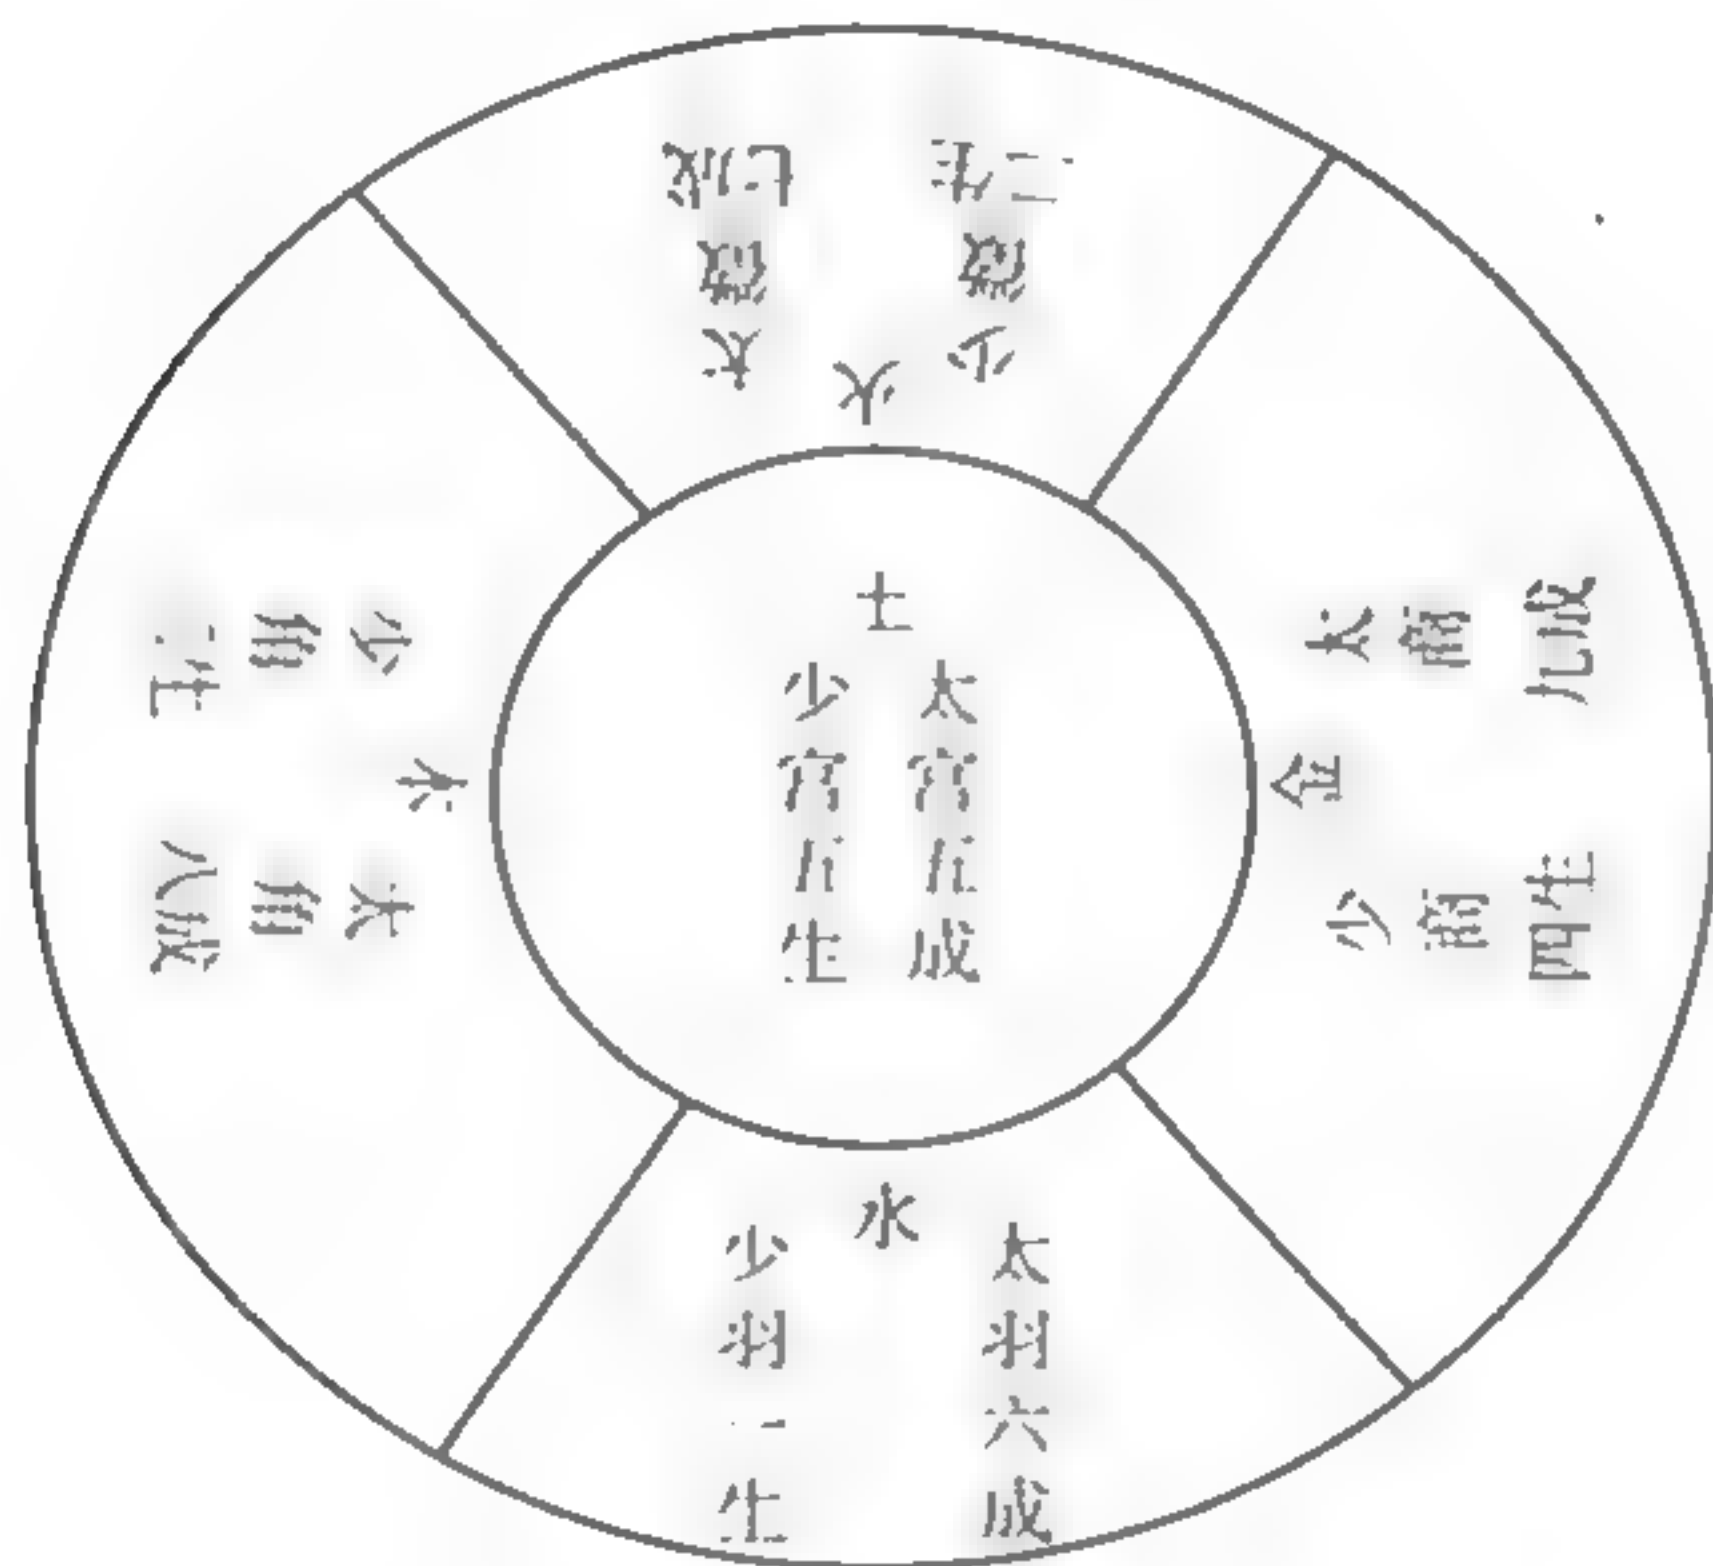 火
少徵二生
太徵七成
木
少角三生
太角八成
土
太宫五成
少宫五生
金
太商九成
少商四生
水
太羽六成
少羽一生